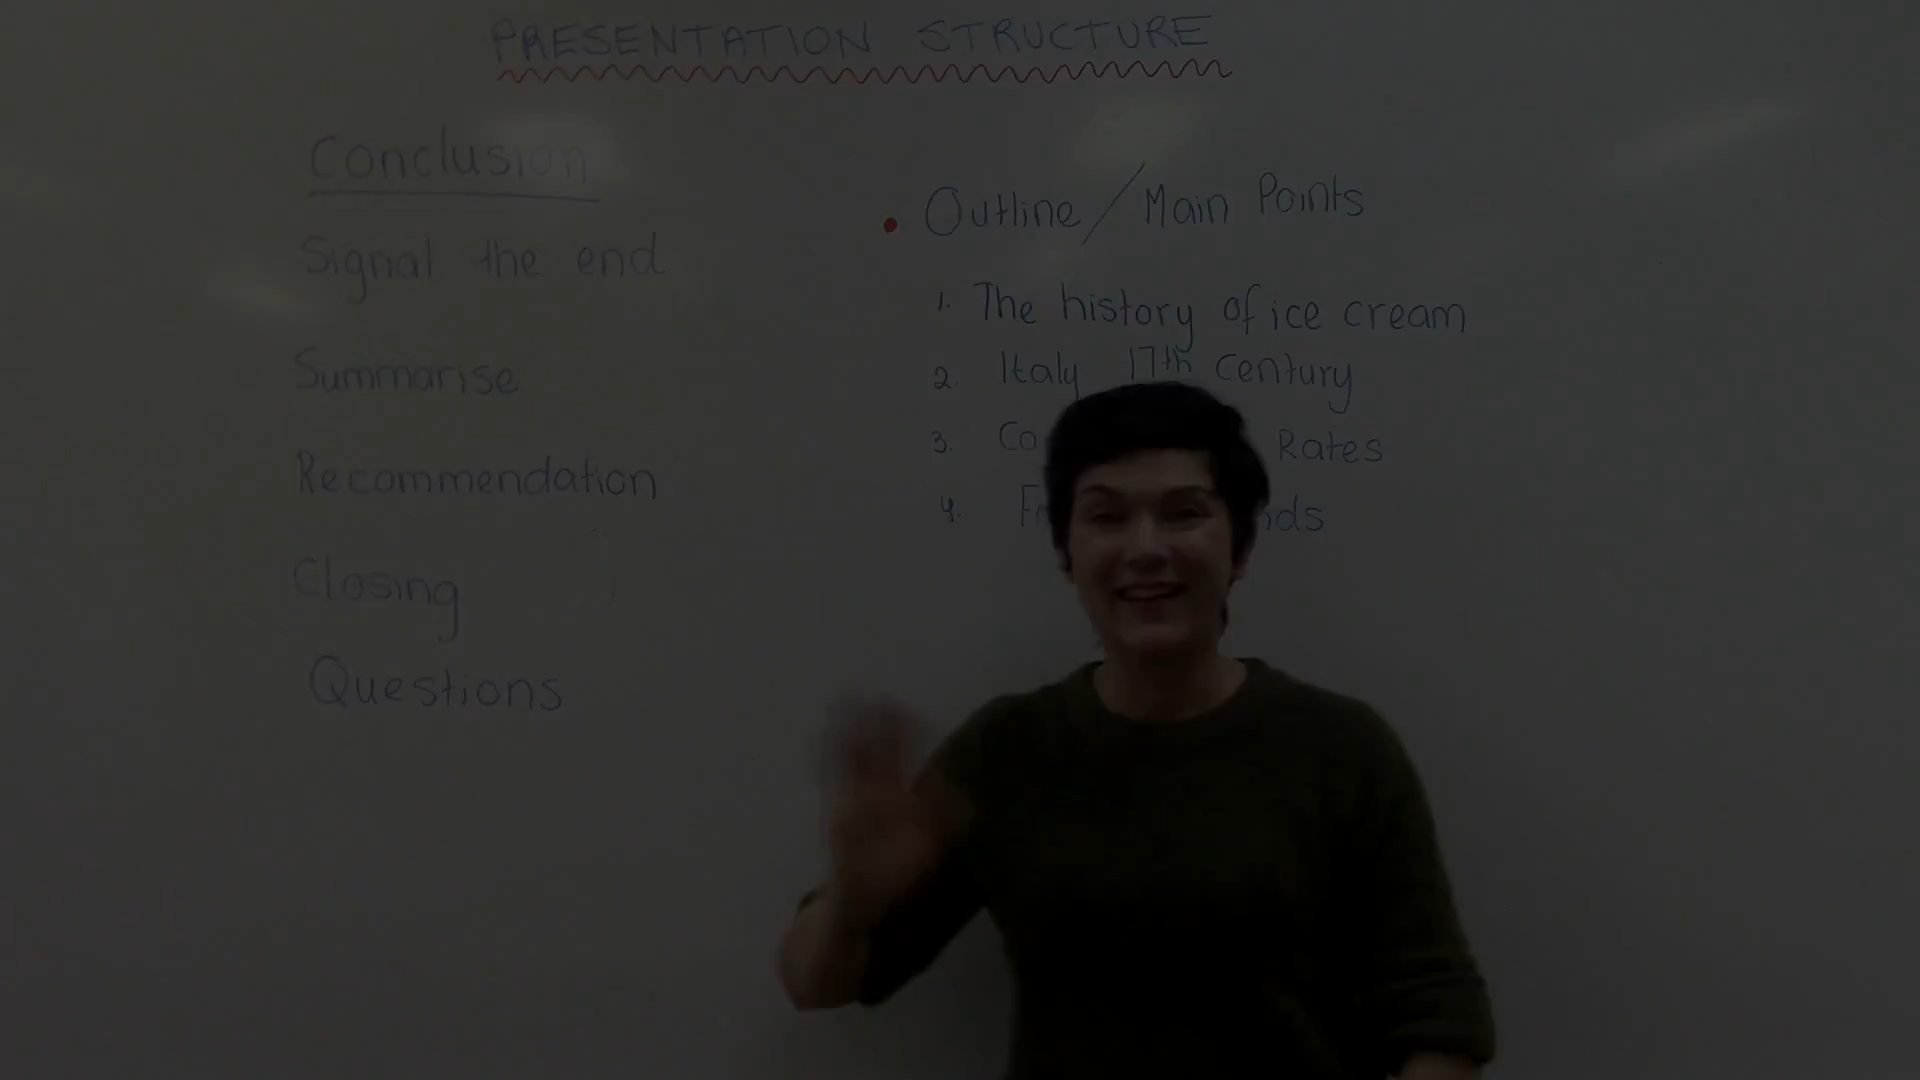 PRESENTATION STRUCTURE
Conclusion
Signal the end
Summarise
Recommendation
Closing
Questions
• Outline / Main Points
1. The history of ice cream
2. Italy 17th Century
3. Rates
4.